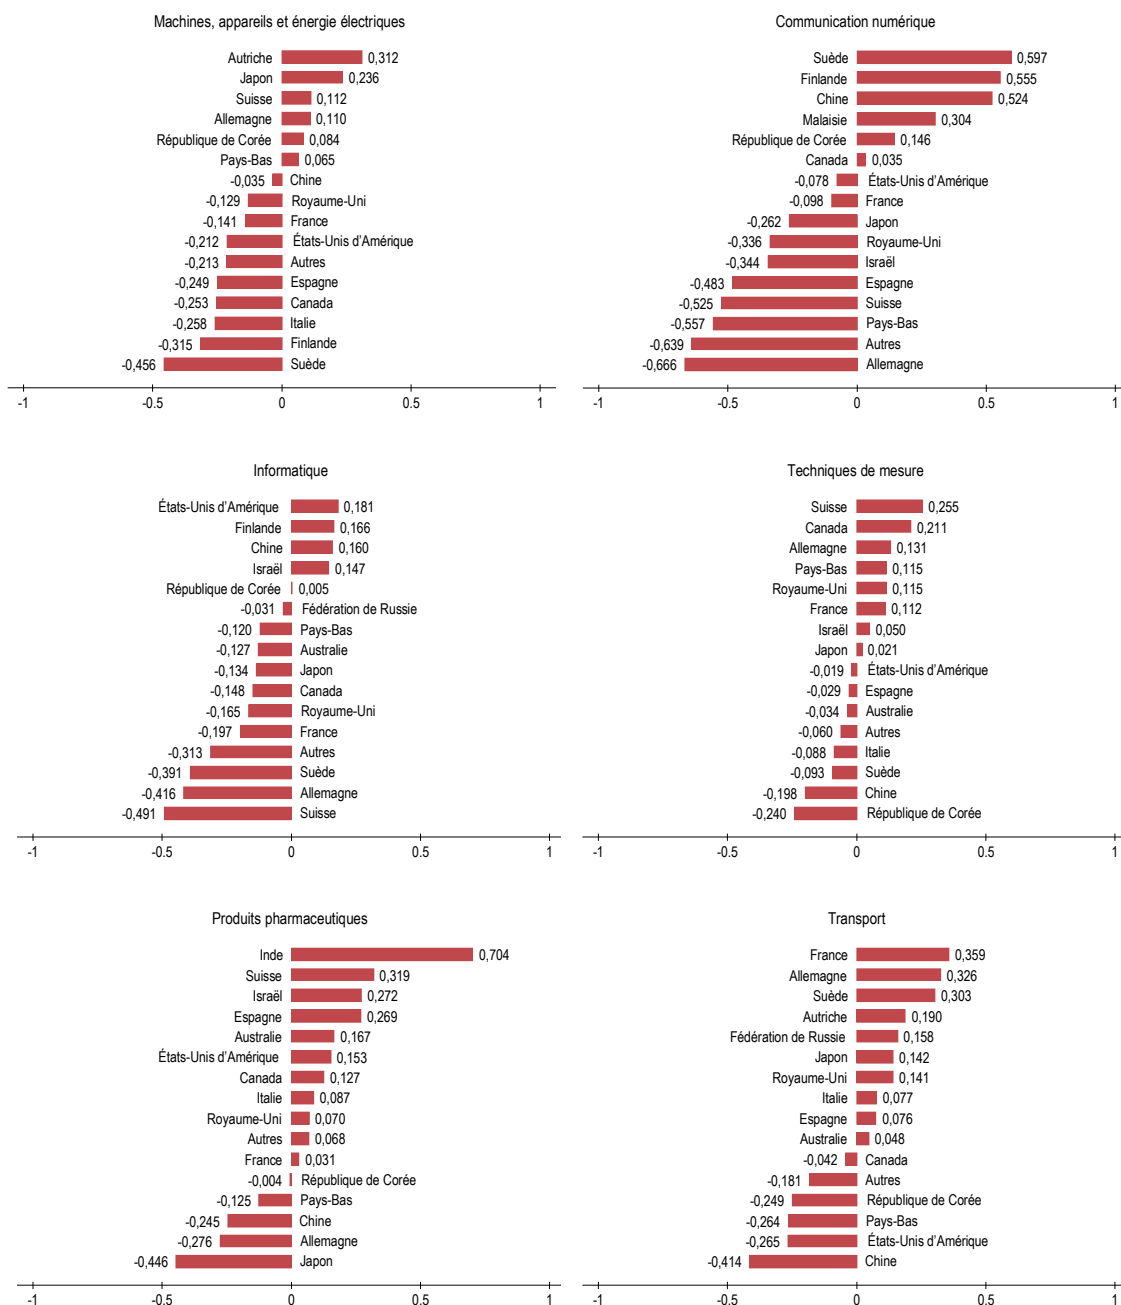 Machines, appareils et énergie électriques
Autriche 0,312
Japon 0,236
Suisse 0,112
Allemagne 0,110
République de Corée 0,084
Pays-Bas 0,065
-0,035 Chine
-0,129 Royaume-Uni
-0,141 France
-0,212 États-Unis d’Amérique
-0,213 Autres
-0,249 Espagne
-0,253 Canada
-0,258 Italie
-0,315 Finlande
-0,456 Suède
-1 -0.5 0 0.5 1
Communication numérique
Suède 0,597
Finlande 0,555
Chine 0,524
Malaisie 0,304
République de Corée 0,146
Canada 0,035
-0,078 États-Unis d’Amérique
-0,098 France
-0,262 Japon
-0,336 Royaume-Uni
-0,344 Israël
-0,483 Espagne
-0,525 Suisse
-0,557 Pays-Bas
-0,639 Autres
-0,666 Allemagne
-1 -0.5 0 0.5 1
Informatique
États-Unis d’Amérique 0,181
Finlande 0,166
Chine 0,160
Israël 0,147
République de Corée 0,005
-0,031 Fédération de Russie
-0,120 Pays-Bas
-0,127 Australie
-0,134 Japon
-0,148 Canada
-0,165 Royaume-Uni
-0,197 France
-0,313 Autres
-0,391 Suède
-0,416 Allemagne
-0,491 Suisse
-1 -0.5 0 0.5 1
Techniques de mesure
Suisse 0,255
Canada 0,211
Allemagne 0,131
Pays-Bas 0,115
Royaume-Uni 0,115
France 0,112
Israël 0,050
Japon 0,021
-0,019 États-Unis d’Amérique
-0,029 Espagne
-0,034 Australie
-0,060 Autres
-0,088 Italie
-0,093 Suède
-0,198 Chine
-0,240 République de Corée
-1 -0.5 0 0.5 1
Produits pharmaceutiques
Inde 0,704
Suisse 0,319
Israël 0,272
Espagne 0,269
Australie 0,167
États-Unis d’Amérique 0,153
Canada 0,127
Italie 0,087
Royaume-Uni 0,070
Autres 0,068
France 0,031
-0,004 République de Corée
-0,125 Pays-Bas
-0,245 Chine
-0,276 Allemagne
-0,446 Japon
-1 -0.5 0 0.5 1
Transport
France 0,359
Allemagne 0,326
Suède 0,303
Autriche 0,190
Fédération de Russie 0,158
Japon 0,142
Royaume-Uni 0,141
Italie 0,077
Espagne 0,076
Australie 0,048
-0,042 Canada
-0,181 Autres
-0,249 République de Corée
-0,264 Pays-Bas
-0,265 États-Unis d’Amérique
-0,414 Chine
-1 -0.5 0 0.5 1